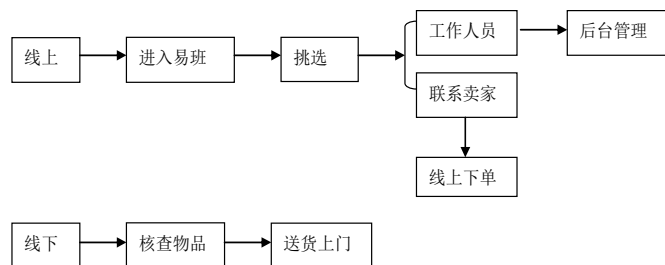 工作人员
后台管理
线上
进入易班
挑选
联系卖家
线上下单
线下
核查物品
送货上门